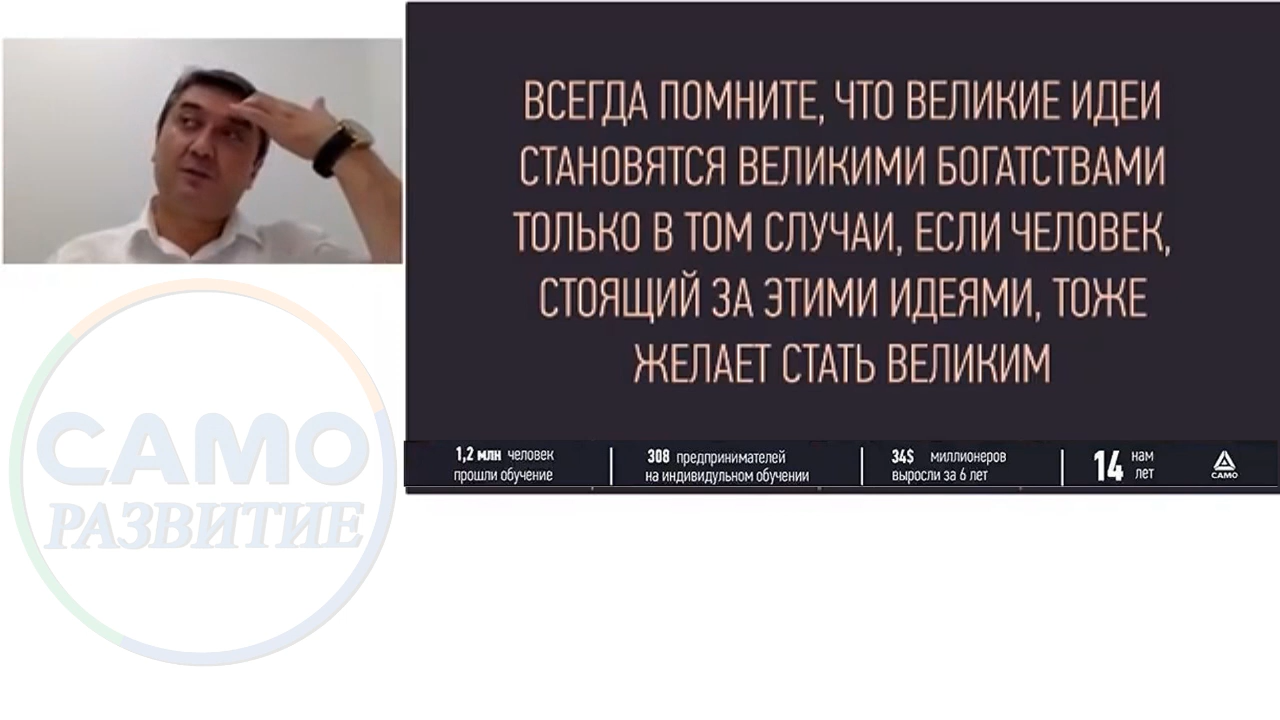 ВСЕГДА ПОМНИТЕ, ЧТО ВЕЛИКИЕ ИДЕИ
СТАНОВЯТСЯ ВЕЛИКИМИ БОГАТСТВАМИ
ТОЛЬКО В ТОМ СЛУЧАИ, ЕСЛИ ЧЕЛОВЕК,
СТОЯЩИЙ ЗА ЭТИМИ ИДЕЯМИ, ТОЖЕ
ЖЕЛАЕТ СТАТЬ ВЕЛИКИМ
1,2 млн человек
прошли обучение
308 предпринимателей
на индивидульном обучении
34$ миллионеров
выросли за 6 лет
14 нам
лет
САМО
САМО
РАЗВИТИЕ